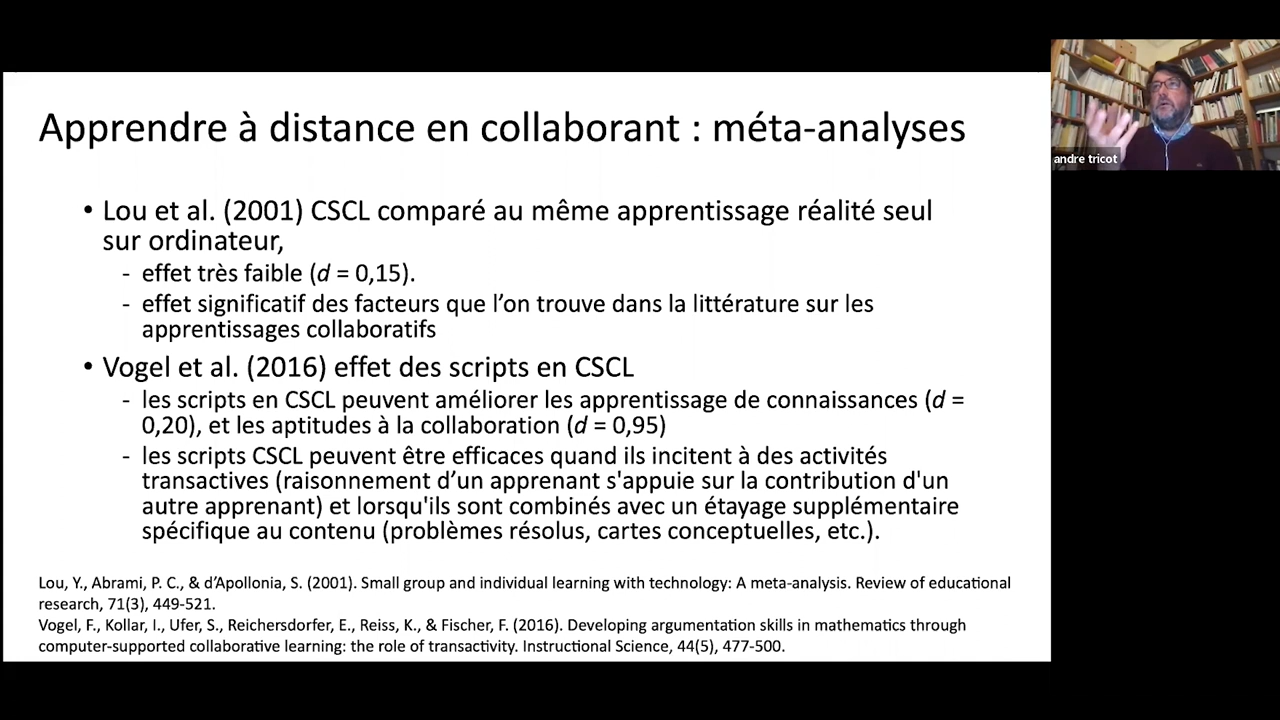 Apprendre à distance en collaborant : méta-analyses
• Lou et al. (2001) CSCL comparé au même apprentissage réalité seul
sur ordinateur,
- effet très faible (d = 0,15).
- effet significatif des facteurs que l’on trouve dans la littérature sur les
apprentissages collaboratifs
• Vogel et al. (2016) effet des scripts en CSCL
- les scripts en CSCL peuvent améliorer les apprentissage de connaissances (d =
0,20), et les aptitudes à la collaboration (d = 0,95)
- les scripts CSCL peuvent être efficaces quand ils incitent à des activités
transactives (raisonnement d’un apprenant s'appuie sur la contribution d'un
autre apprenant) et lorsqu'ils sont combinés avec un étayage supplémentaire
spécifique au contenu (problèmes résolus, cartes conceptuelles, etc.).
Lou, Y., Abrami, P. C., & d’Apollonia, S. (2001). Small group and individual learning with technology: A meta-analysis. Review of educational
research, 71(3), 449-521.
Vogel, F., Kollar, I., Ufer, S., Reichersdorfer, E., Reiss, K., & Fischer, F. (2016). Developing argumentation skills in mathematics through
computer-supported collaborative learning: the role of transactivity. Instructional Science, 44(5), 477-500.
andre tricot